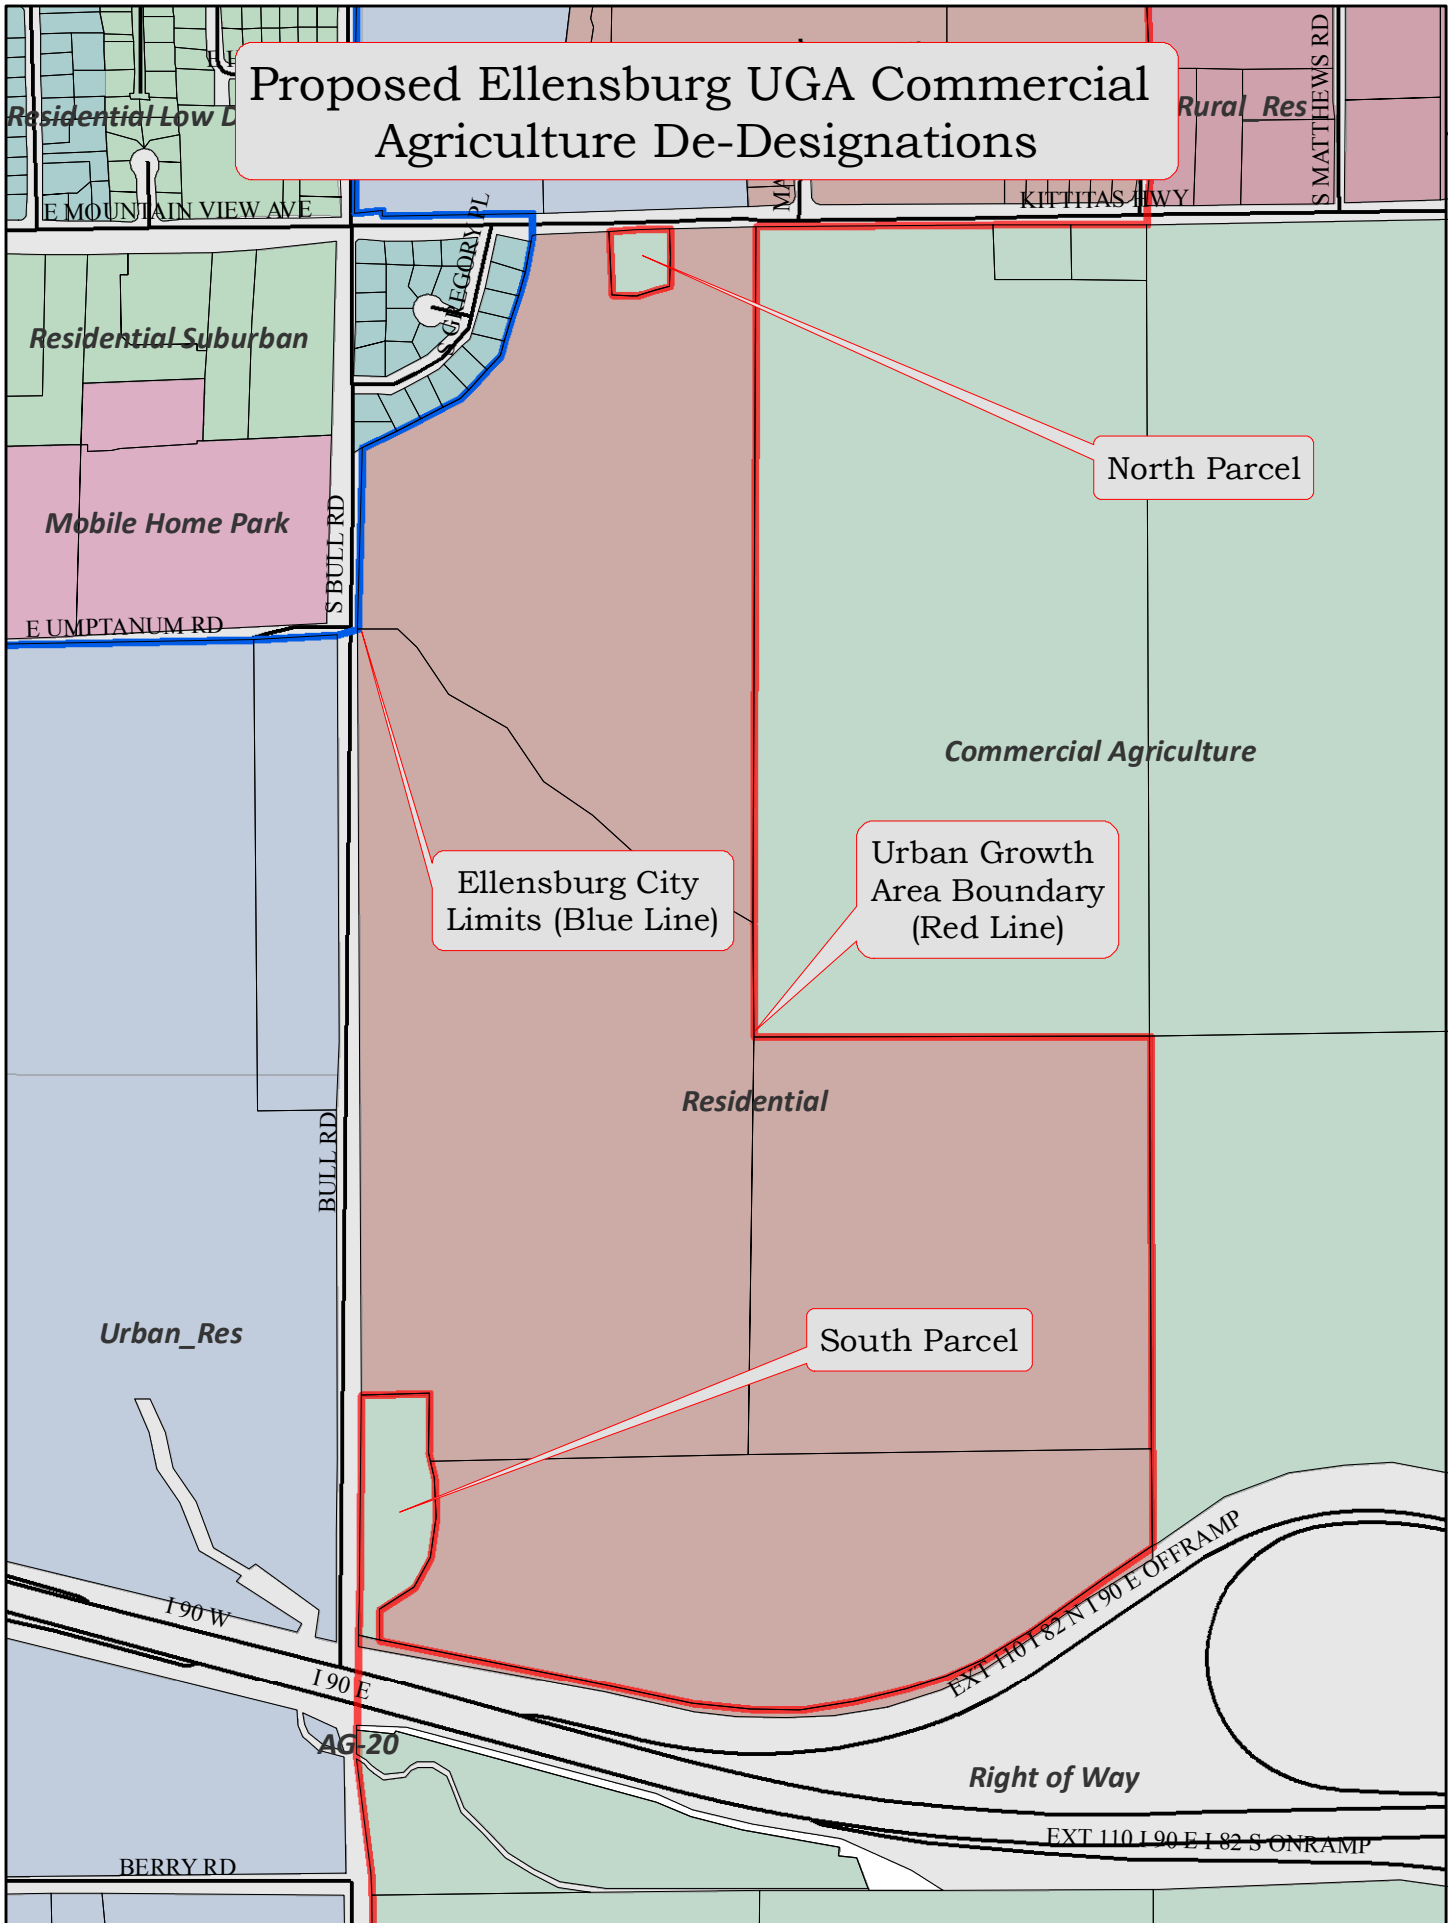 Proposed Ellensburg UGA Commercial
Agriculture De-Designations
Residential Low D
Rural_Res
S MATTHEWS RD
E MOUNTAIN VIEW AVE
KITTITAS HWY
S GREGORY PL
Residential Suburban
North Parcel
Mobile Home Park
S BULL RD
E UMPTANUM RD
Commercial Agriculture
Urban Growth
Area Boundary
(Red Line)
Ellensburg City
Limits (Blue Line)
Residential
BULL RD
Urban_Res
South Parcel
EXT 110 I 82 N I 90 E OFFRAMP
I 90 W
I 90 E
AG-20
Right of Way
EXT 110 I 90 E I 82 S ONRAMP
BERRY RD